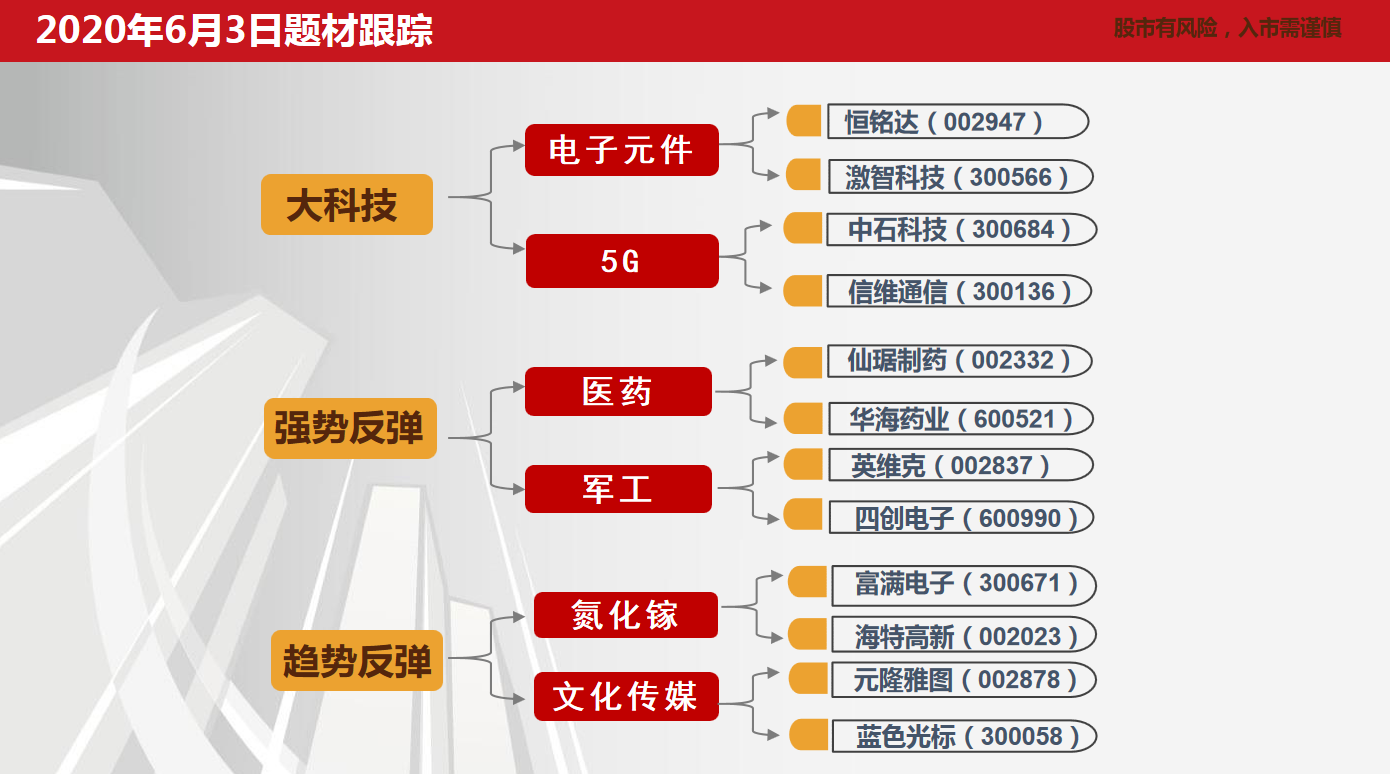 2020年6月3日题材跟踪
股市有风险，入市需谨慎
大科技
电子元件
恒铭达（002947）
激智科技（300566）
5G
中石科技（300684）
信维通信（300136）
强势反弹
医药
仙琚制药（002332）
华海药业（600521）
军工
英维克（002837）
四创电子（600990）
趋势反弹
氮化镓
富满电子（300671）
海特高新（002023）
文化传媒
元隆雅图（002878）
蓝色光标（300058）